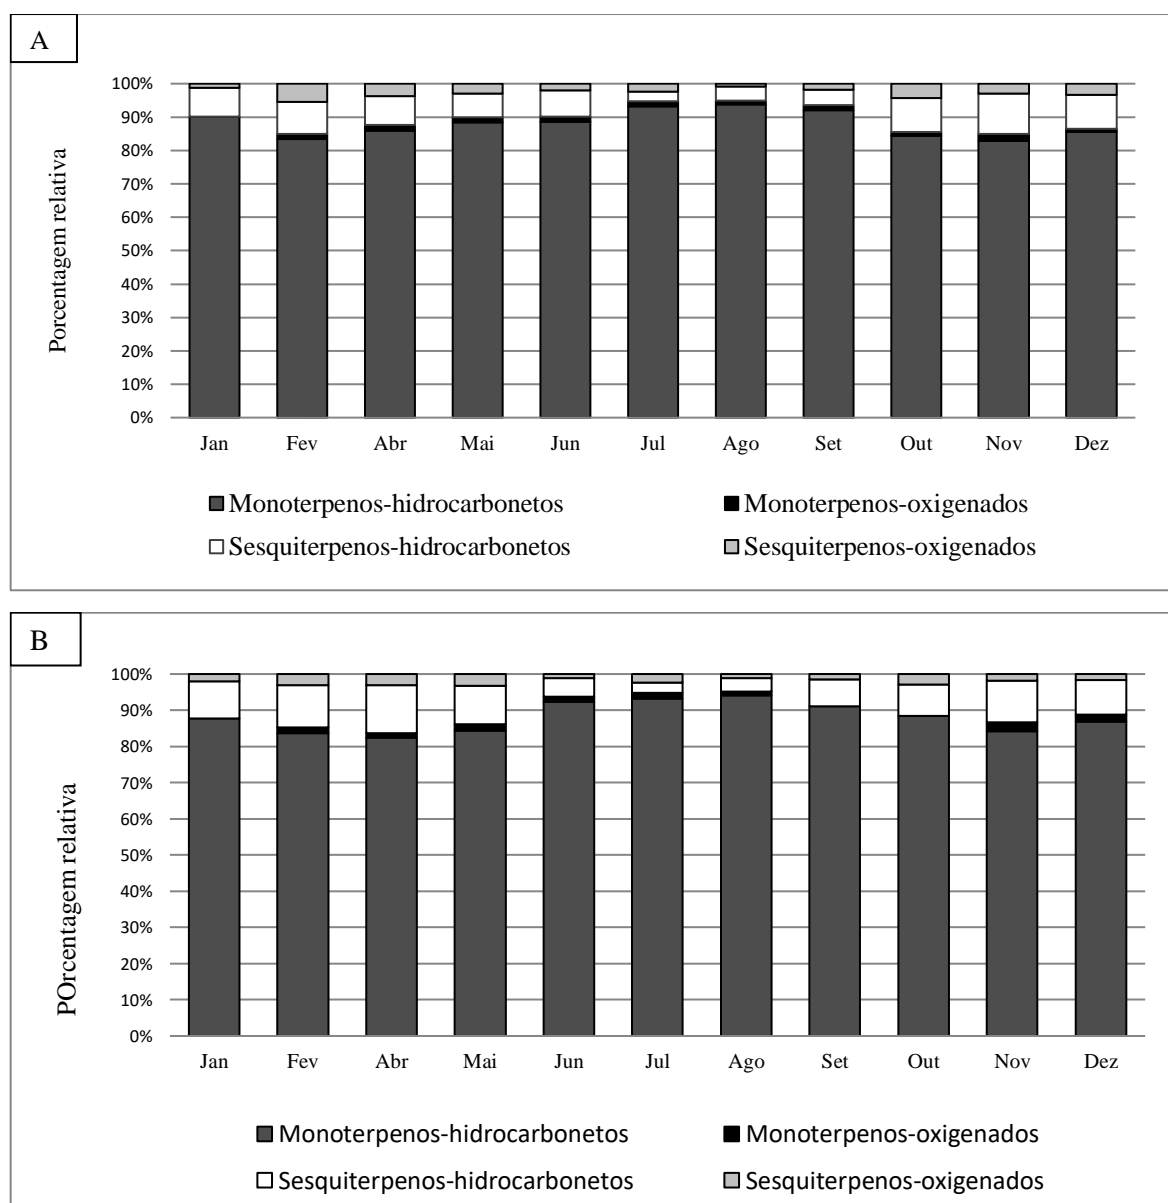 A
100%
90%
80%
70%
60%
50%
40%
30%
20%
10%
0%
Porcentagem relativa
Jan Fev Abr Mai Jun Jul Ago Set Out Nov Dez
Monoterpenos-hidrocarbonetos Monoterpenos-oxigenados
Sesquiterpenos-hidrocarbonetos Sesquiterpenos-oxigenados
B
100%
90%
80%
70%
60%
50%
40%
30%
20%
10%
0%
POrcentagem relativa
Jan Fev Abr Mai Jun Jul Ago Set Out Nov Dez
Monoterpenos-hidrocarbonetos Monoterpenos-oxigenados
Sesquiterpenos-hidrocarbonetos Sesquiterpenos-oxigenados